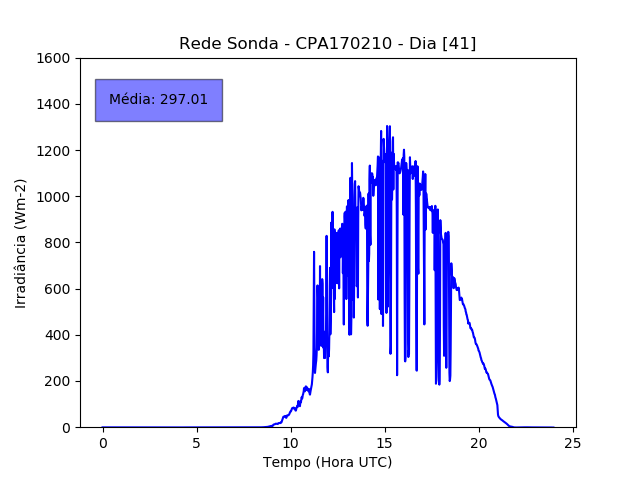 Rede Sonda - CPA170210 - Dia [41]
1600
1400
1200
1000
800
600
400
200
0
Média: 297.01
Irradiância (Wm-2)
0 5 10 15 20 25
Tempo (Hora UTC)